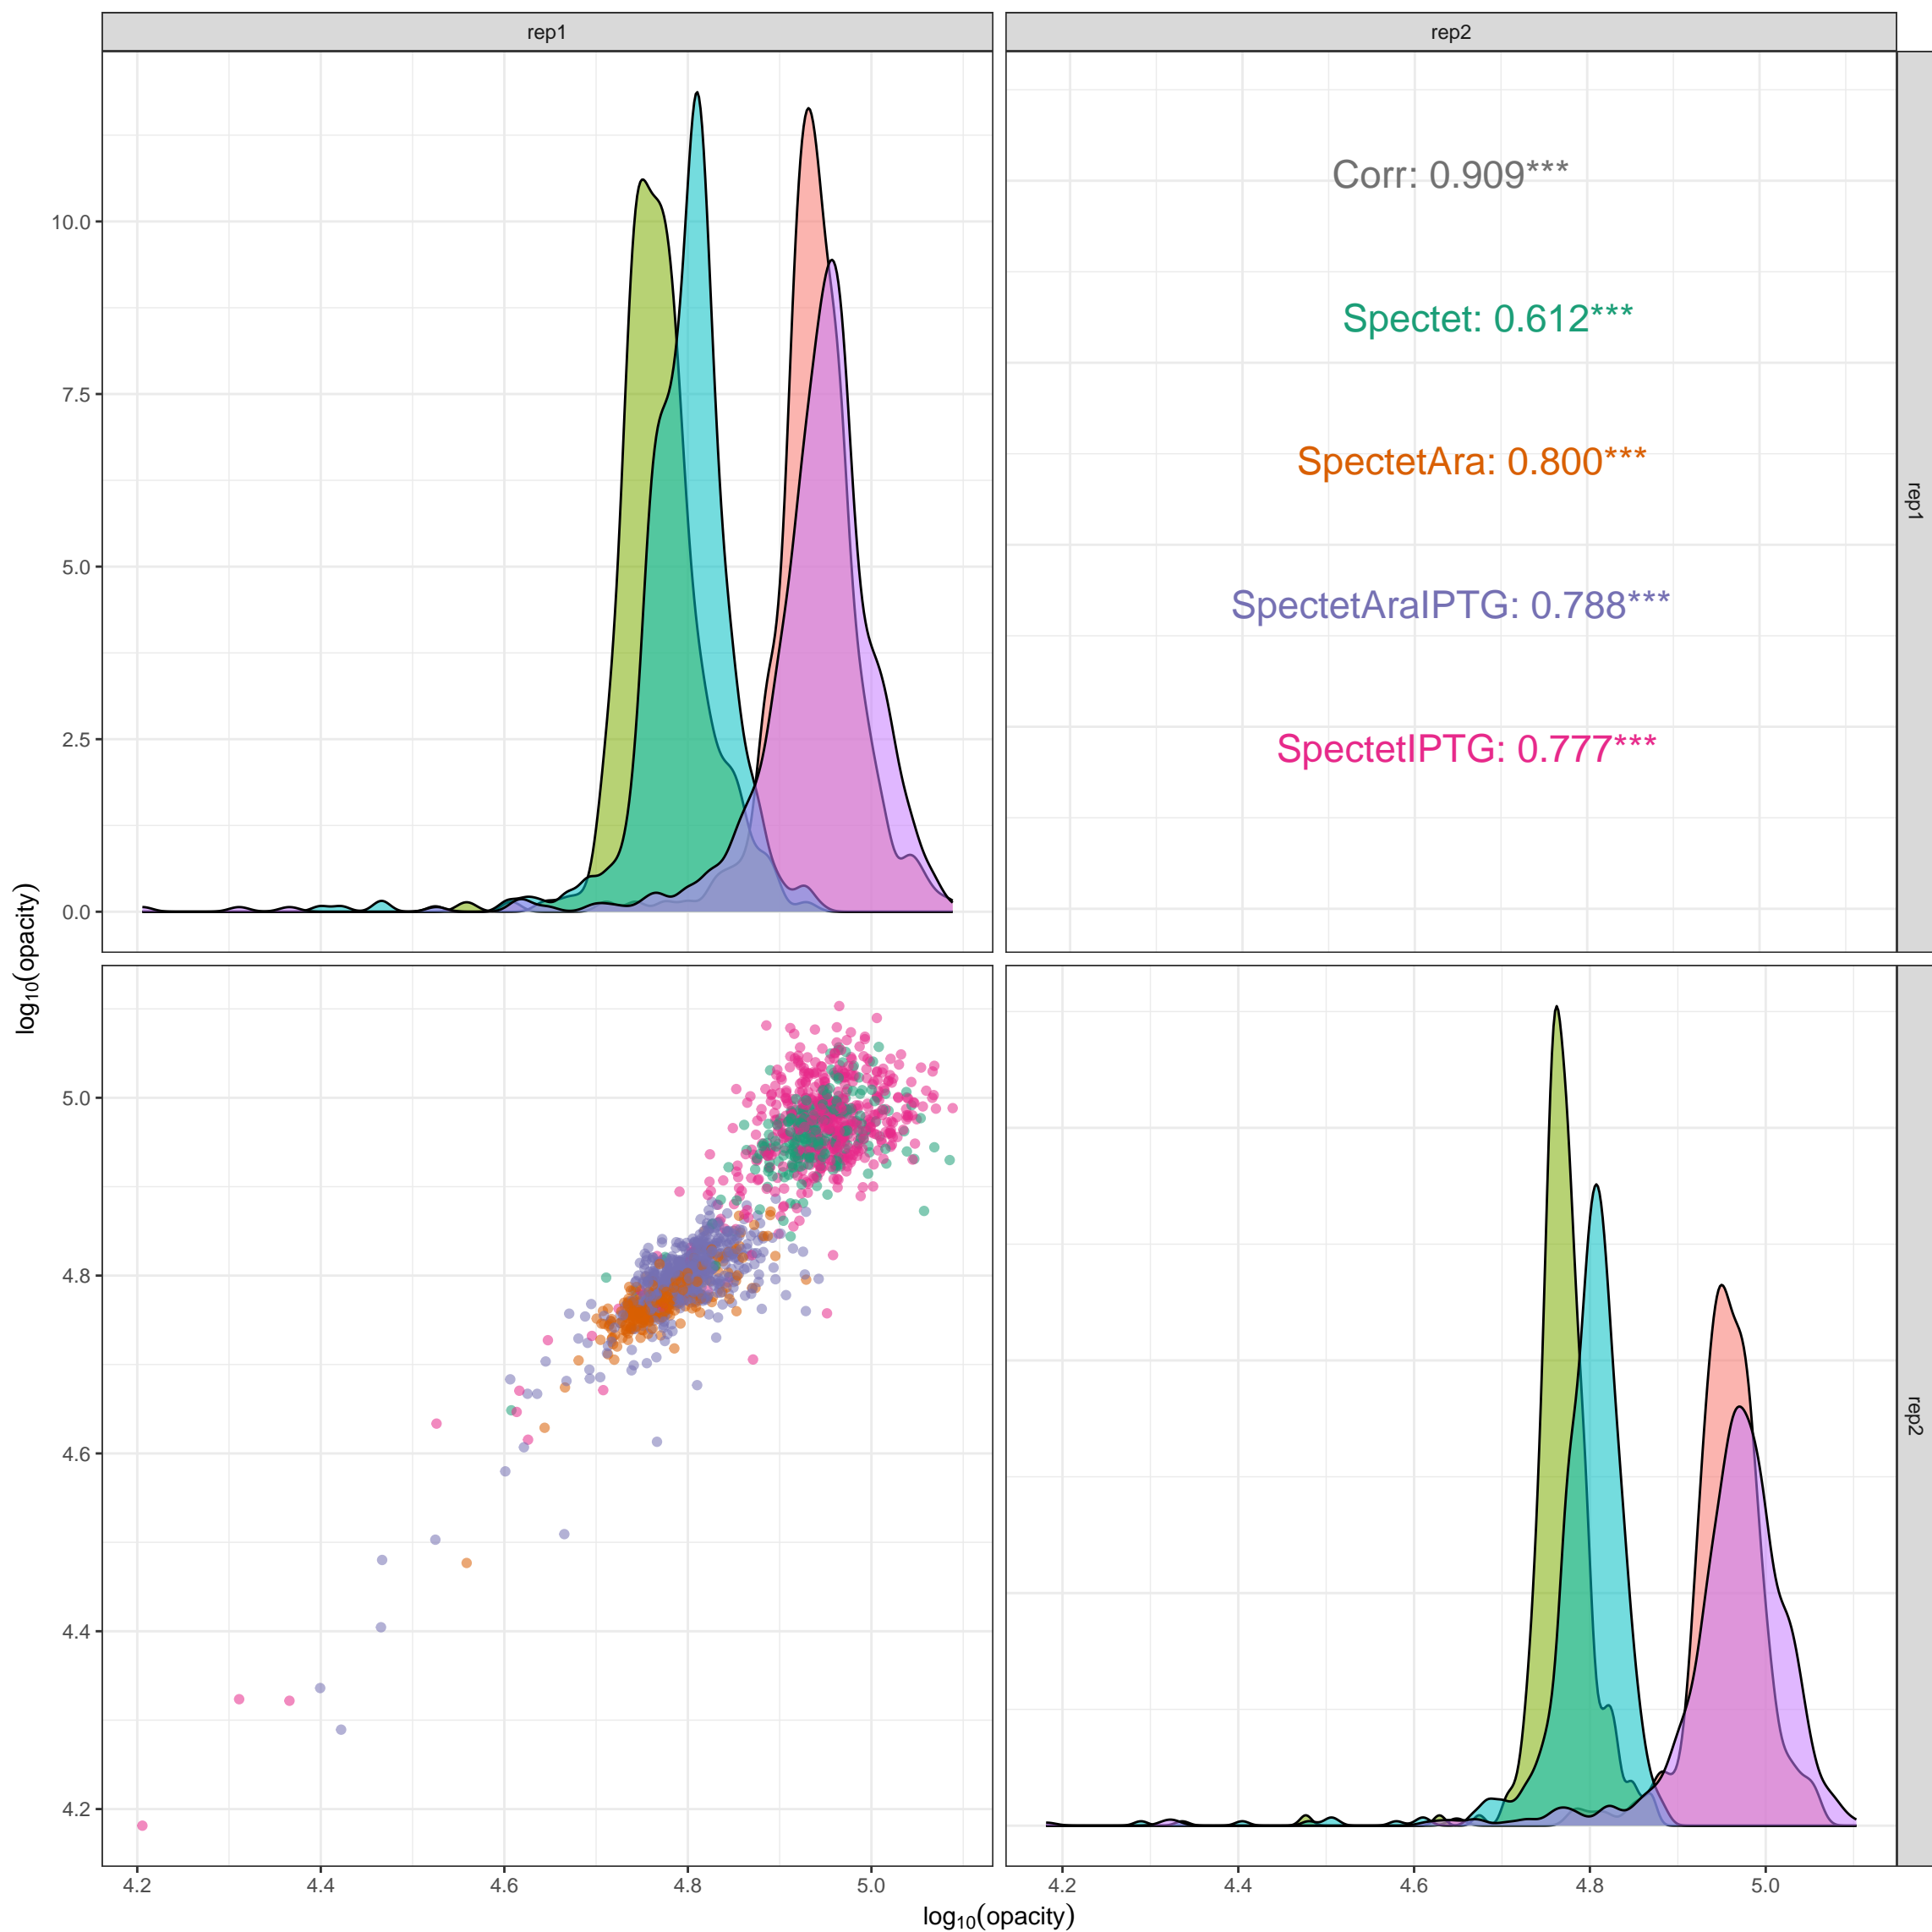 rep1
rep2
10.0
7.5
5.0
2.5
0.0
Corr: 0.909***
Spectet: 0.612***
SpectetAra: 0.800***
SpectetAraIPTG: 0.788***
SpectetIPTG: 0.777***
rep1
log10(opacity)
5.0
4.8
4.6
4.4
4.2
rep2
4.2 4.4 4.6 4.8 5.0
4.2 4.4 4.6 4.8 5.0
log10(opacity)